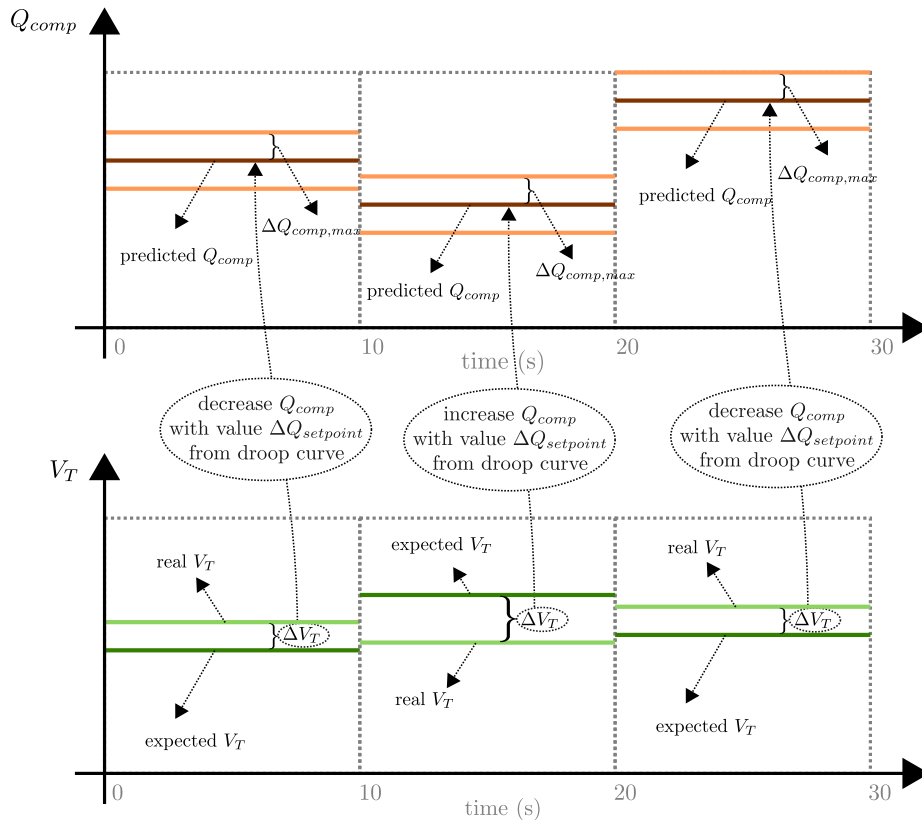 Q_comp
ΔQ_comp,max
predicted Q_comp
ΔQ_comp,max
predicted Q_comp
ΔQ_comp,max
predicted Q_comp
0
10
20
30
time (s)
decrease Q_comp
with value ΔQ_setpoint
from droop curve
increase Q_comp
with value ΔQ_setpoint
from droop curve
decrease Q_comp
with value ΔQ_setpoint
from droop curve
V_T
real V_T
ΔV_T
expected V_T
expected V_T
ΔV_T
real V_T
real V_T
ΔV_T
expected V_T
0
10
20
30
time (s)